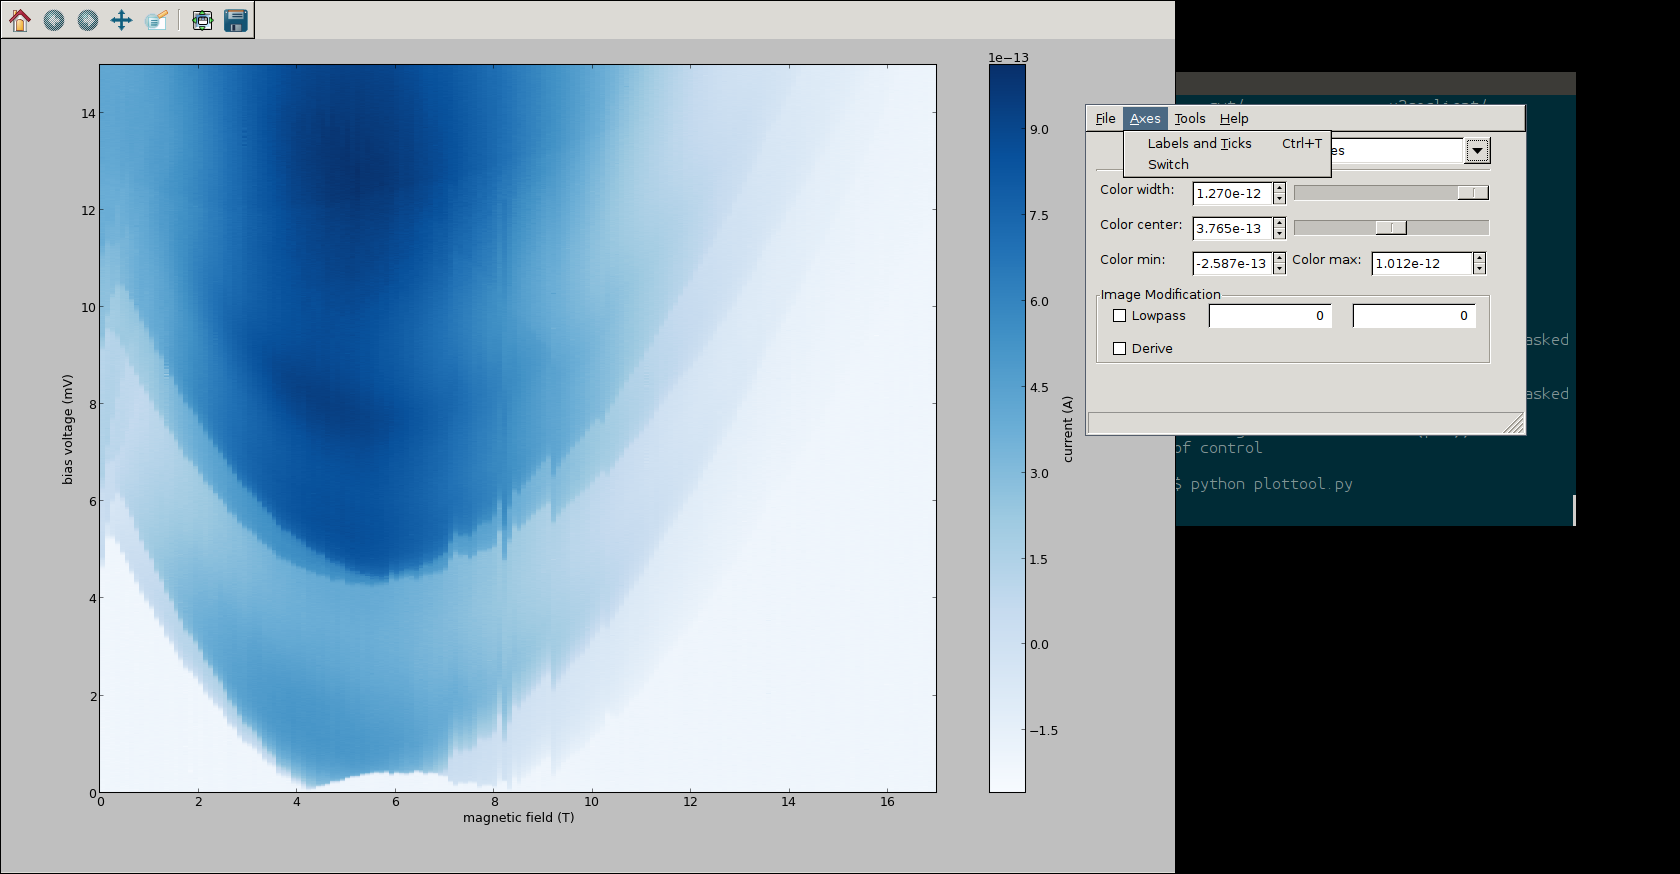 1e−13
14
12
10
8
6
4
2
0
0 2 4 6 8 10 12 14 16
magnetic field (T)
bias voltage (mV)
9.0
7.5
6.0
4.5
3.0
1.5
0.0
−1.5
current (A)
File Axes Tools Help
Labels and Ticks Ctrl+T
Switch
es
Color width: 1.270e-12
Color center: 3.765e-13
Color min: -2.587e-13 Color max: 1.012e-12
Image Modification
Lowpass 0 0
Derive
asked
asked
of control
$ python plottool.py